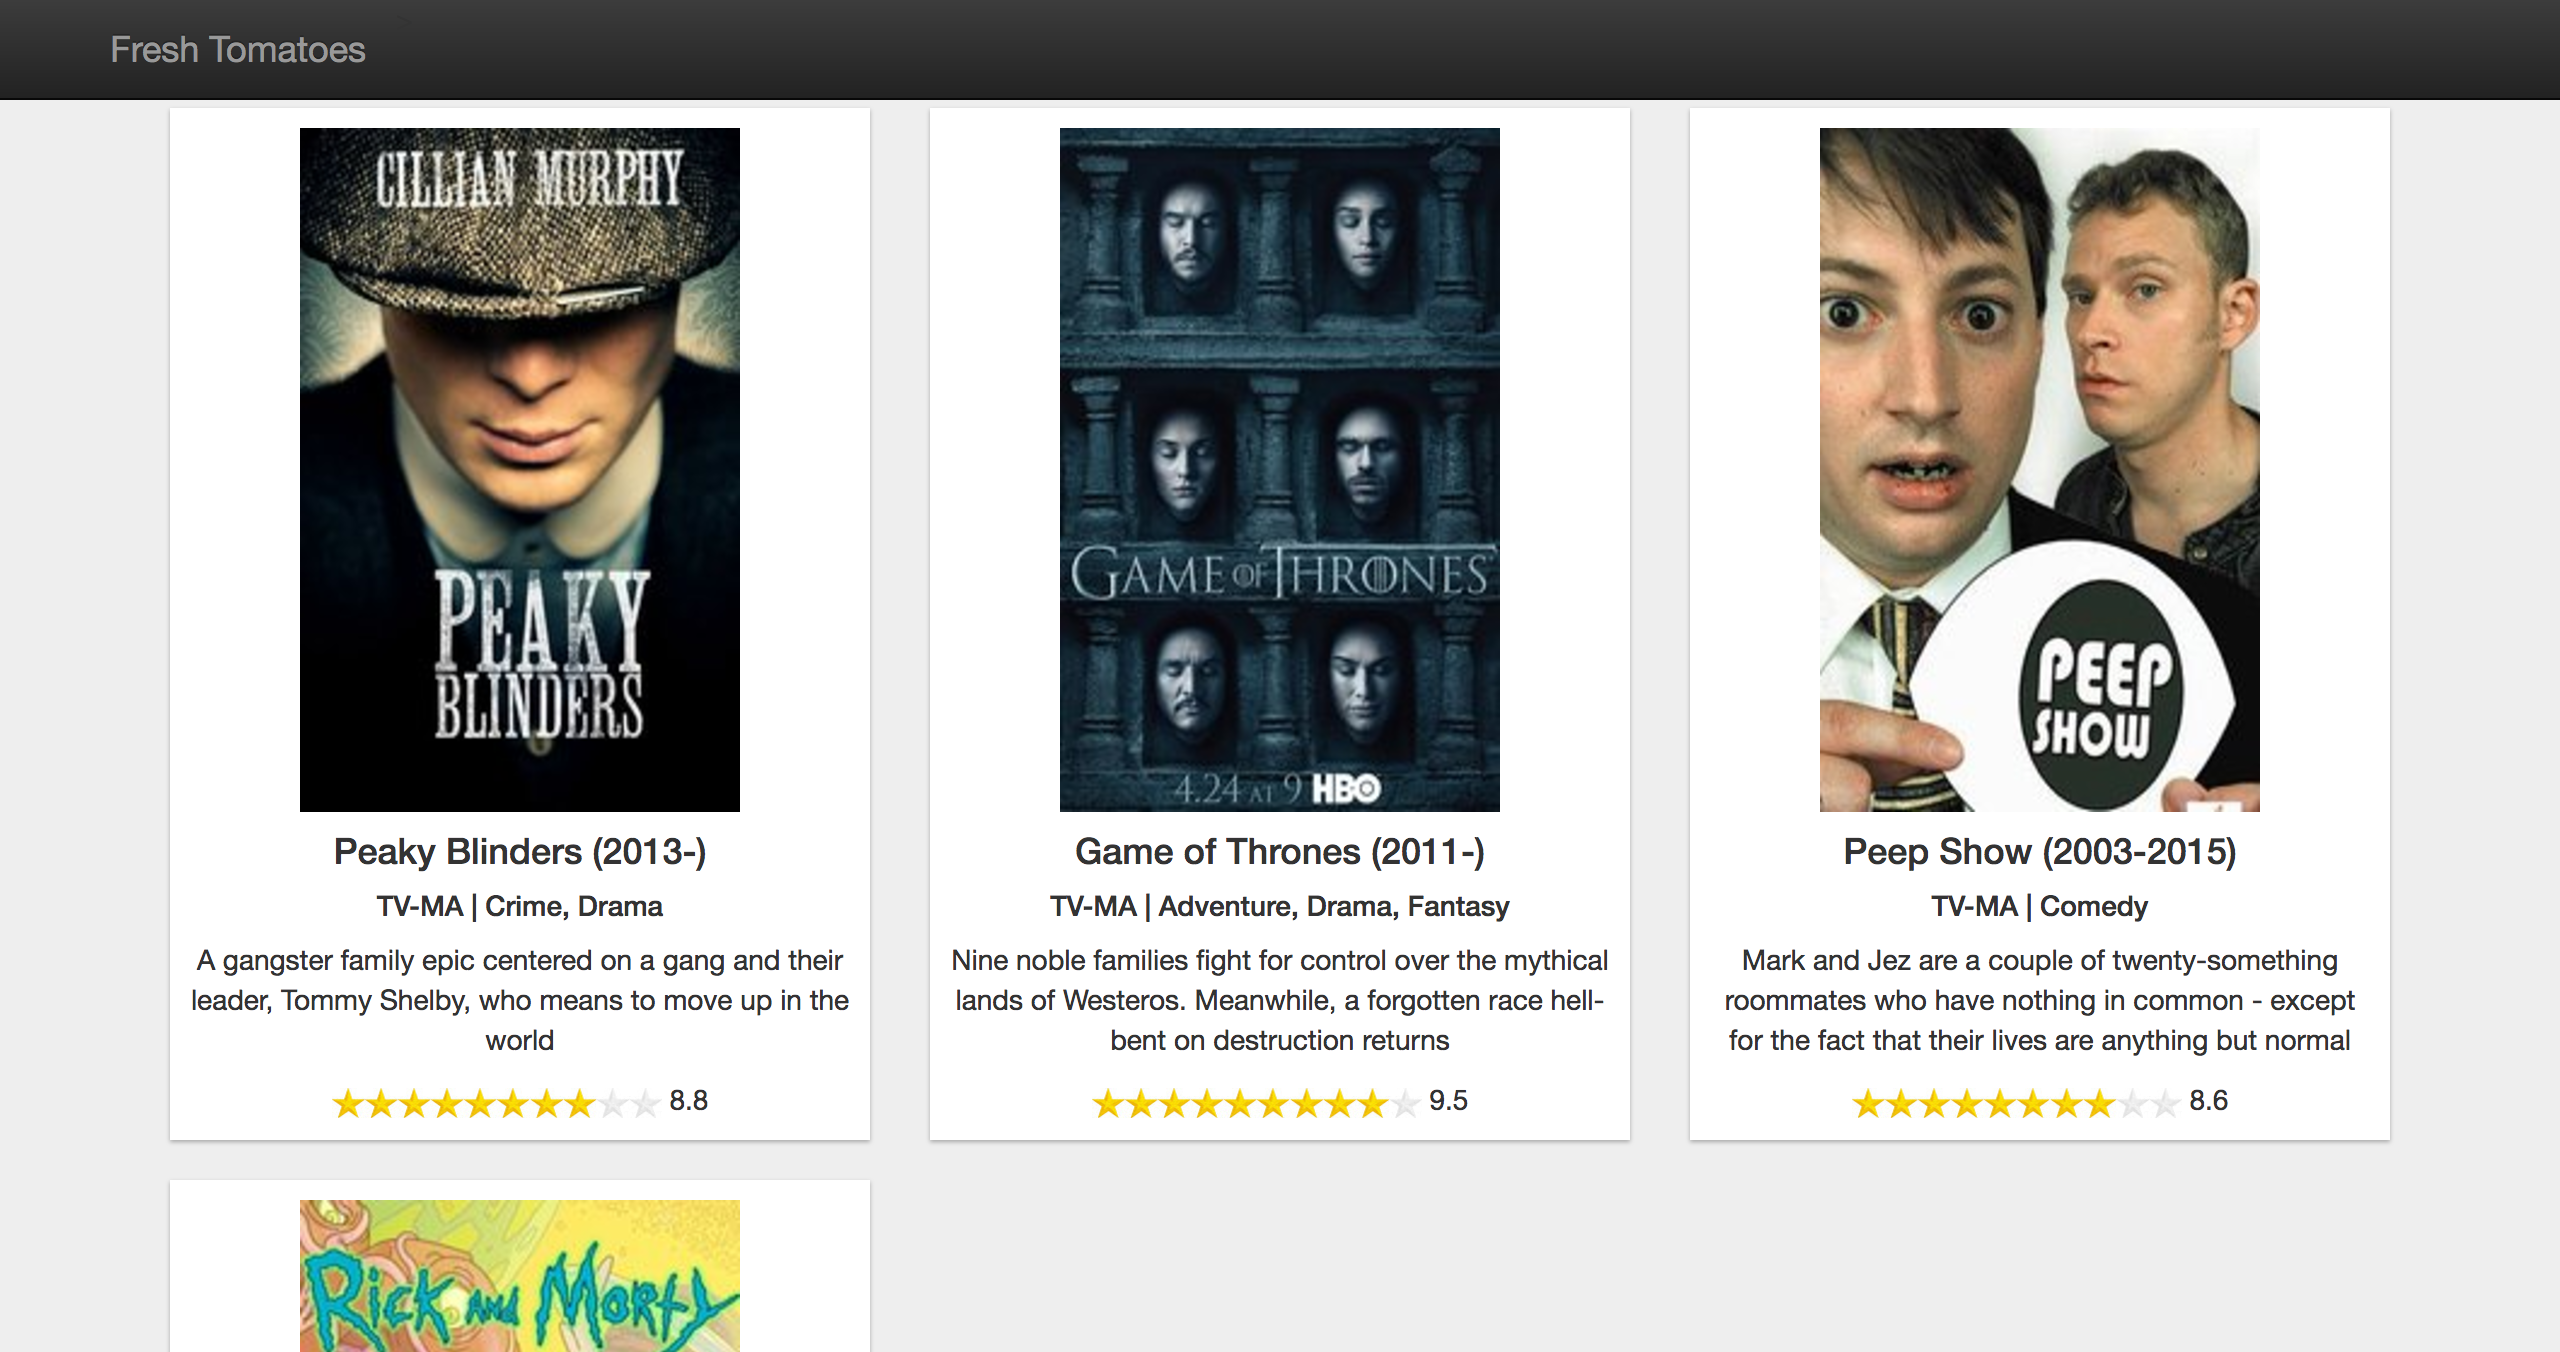 Fresh Tomatoes
CILLIAN MURPHY
PEAKY
BLINDERS
Peaky Blinders (2013-)
TV-MA | Crime, Drama
A gangster family epic centered on a gang and their
leader, Tommy Shelby, who means to move up in the
world
8.8
GAME OF THRONES
4.24 AT 9 HBO
Game of Thrones (2011-)
TV-MA | Adventure, Drama, Fantasy
Nine noble families fight for control over the mythical
lands of Westeros. Meanwhile, a forgotten race hell-
bent on destruction returns
9.5
PEEP
SHOW
Peep Show (2003-2015)
TV-MA | Comedy
Mark and Jez are a couple of twenty-something
roommates who have nothing in common - except
for the fact that their lives are anything but normal
8.6
RICK AND MORTY